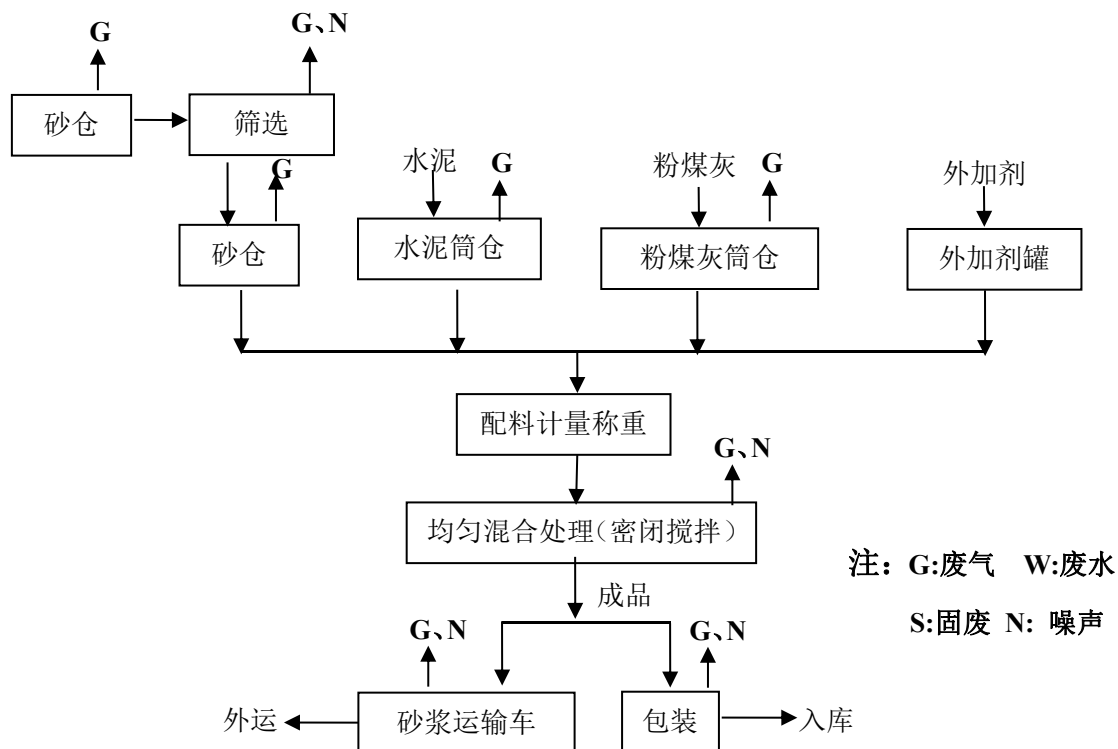 G
G、N
砂仓
筛选
G
水泥
G
粉煤灰
G
外加剂
砂仓
水泥筒仓
粉煤灰筒仓
外加剂罐
配料计量称重
G、N
均匀混合处理(密闭搅拌)
注: G:废气 W:废水
成品
S:固废 N: 噪声
G、N
G、N
外运
砂浆运输车
包装
入库